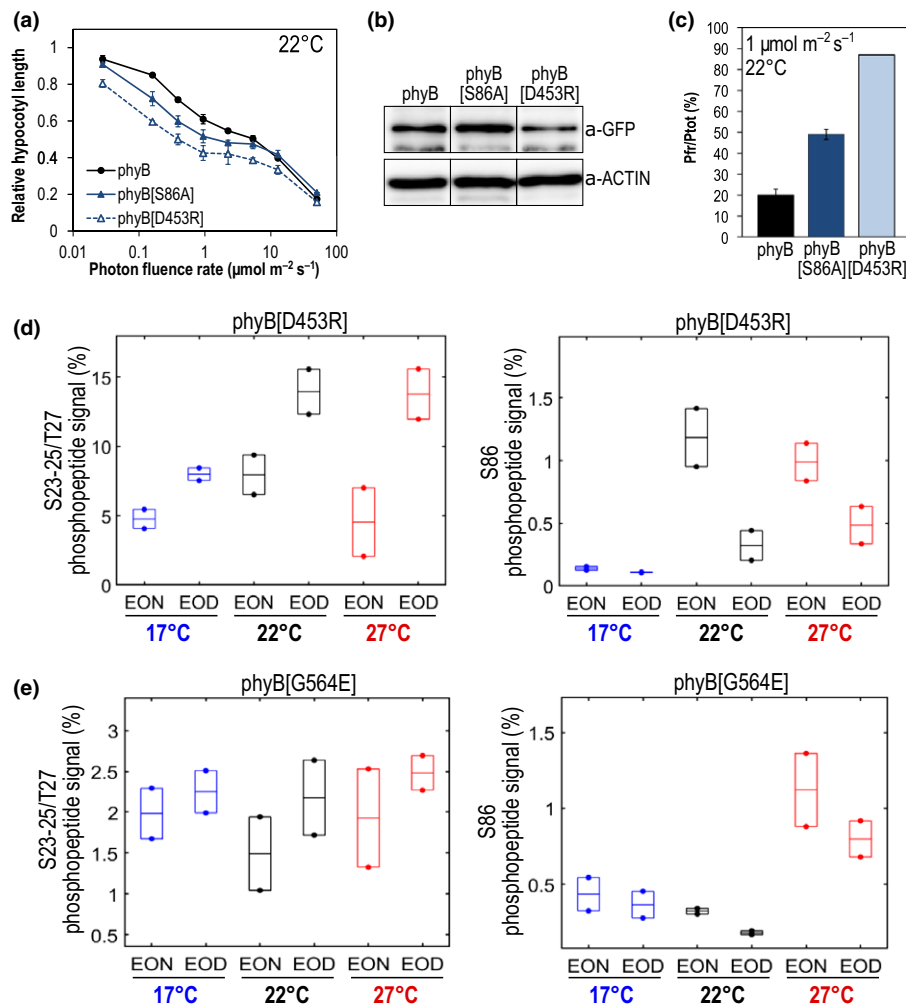 (a)
22°C
Relative hypocotyl length
1
0.8
0.6
0.4
0.2
0
phyB
phyB[S86A]
phyB[D453R]
0.01 0.1 1 10 100
Photon fluence rate (µmol m⁻² s⁻¹)
(b)
phyB
phyB [S86A]
phyB [D453R]
a-GFP
a-ACTIN
(c)
1 µmol m⁻² s⁻¹
22°C
Pfr/Ptot (%)
100
90
80
70
60
50
40
30
20
10
0
phyB phyB phyB
[S86A] [D453R]
(d)
phyB[D453R]
S23-25/T27
phosphopeptide signal (%)
15
10
5
0
EON EOD EON EOD EON EOD
17°C 22°C 27°C
phyB[D453R]
S86
phosphopeptide signal (%)
1.5
1
0.5
0
EON EOD EON EOD EON EOD
17°C 22°C 27°C
(e)
phyB[G564E]
S23-25/T27
phosphopeptide signal (%)
3
2.5
2
1.5
1
0.5
EON EOD EON EOD EON EOD
17°C 22°C 27°C
phyB[G564E]
S86
phosphopeptide signal (%)
1.5
1
0.5
EON EOD EON EOD EON EOD
17°C 22°C 27°C